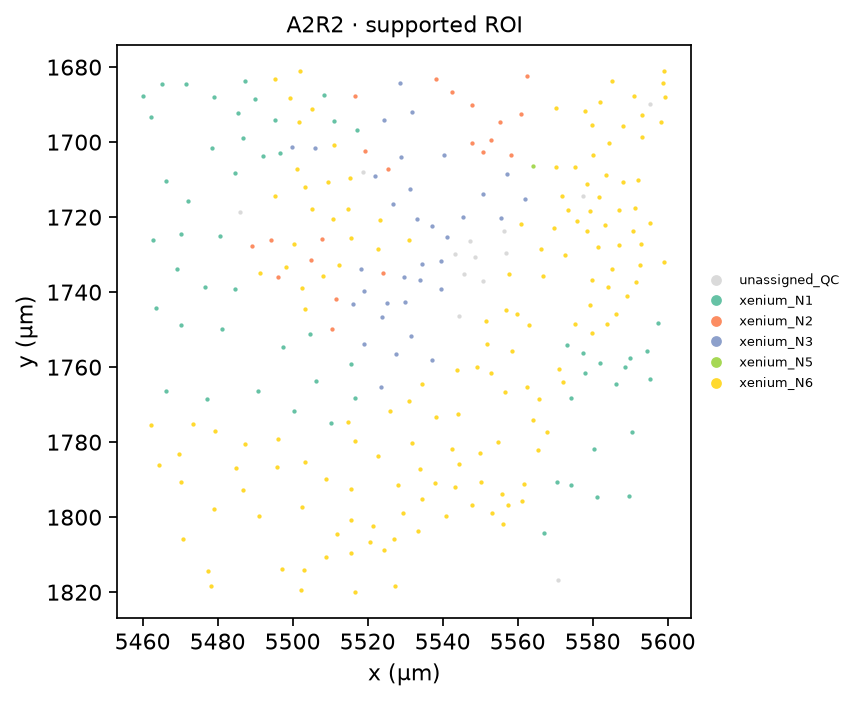 A2R2 · supported ROI
1680
1700
1720
1740
1760
1780
1800
1820
y (μm)
5460 5480 5500 5520 5540 5560 5580 5600
x (μm)
unassigned_QC
xenium_N1
xenium_N2
xenium_N3
xenium_N5
xenium_N6